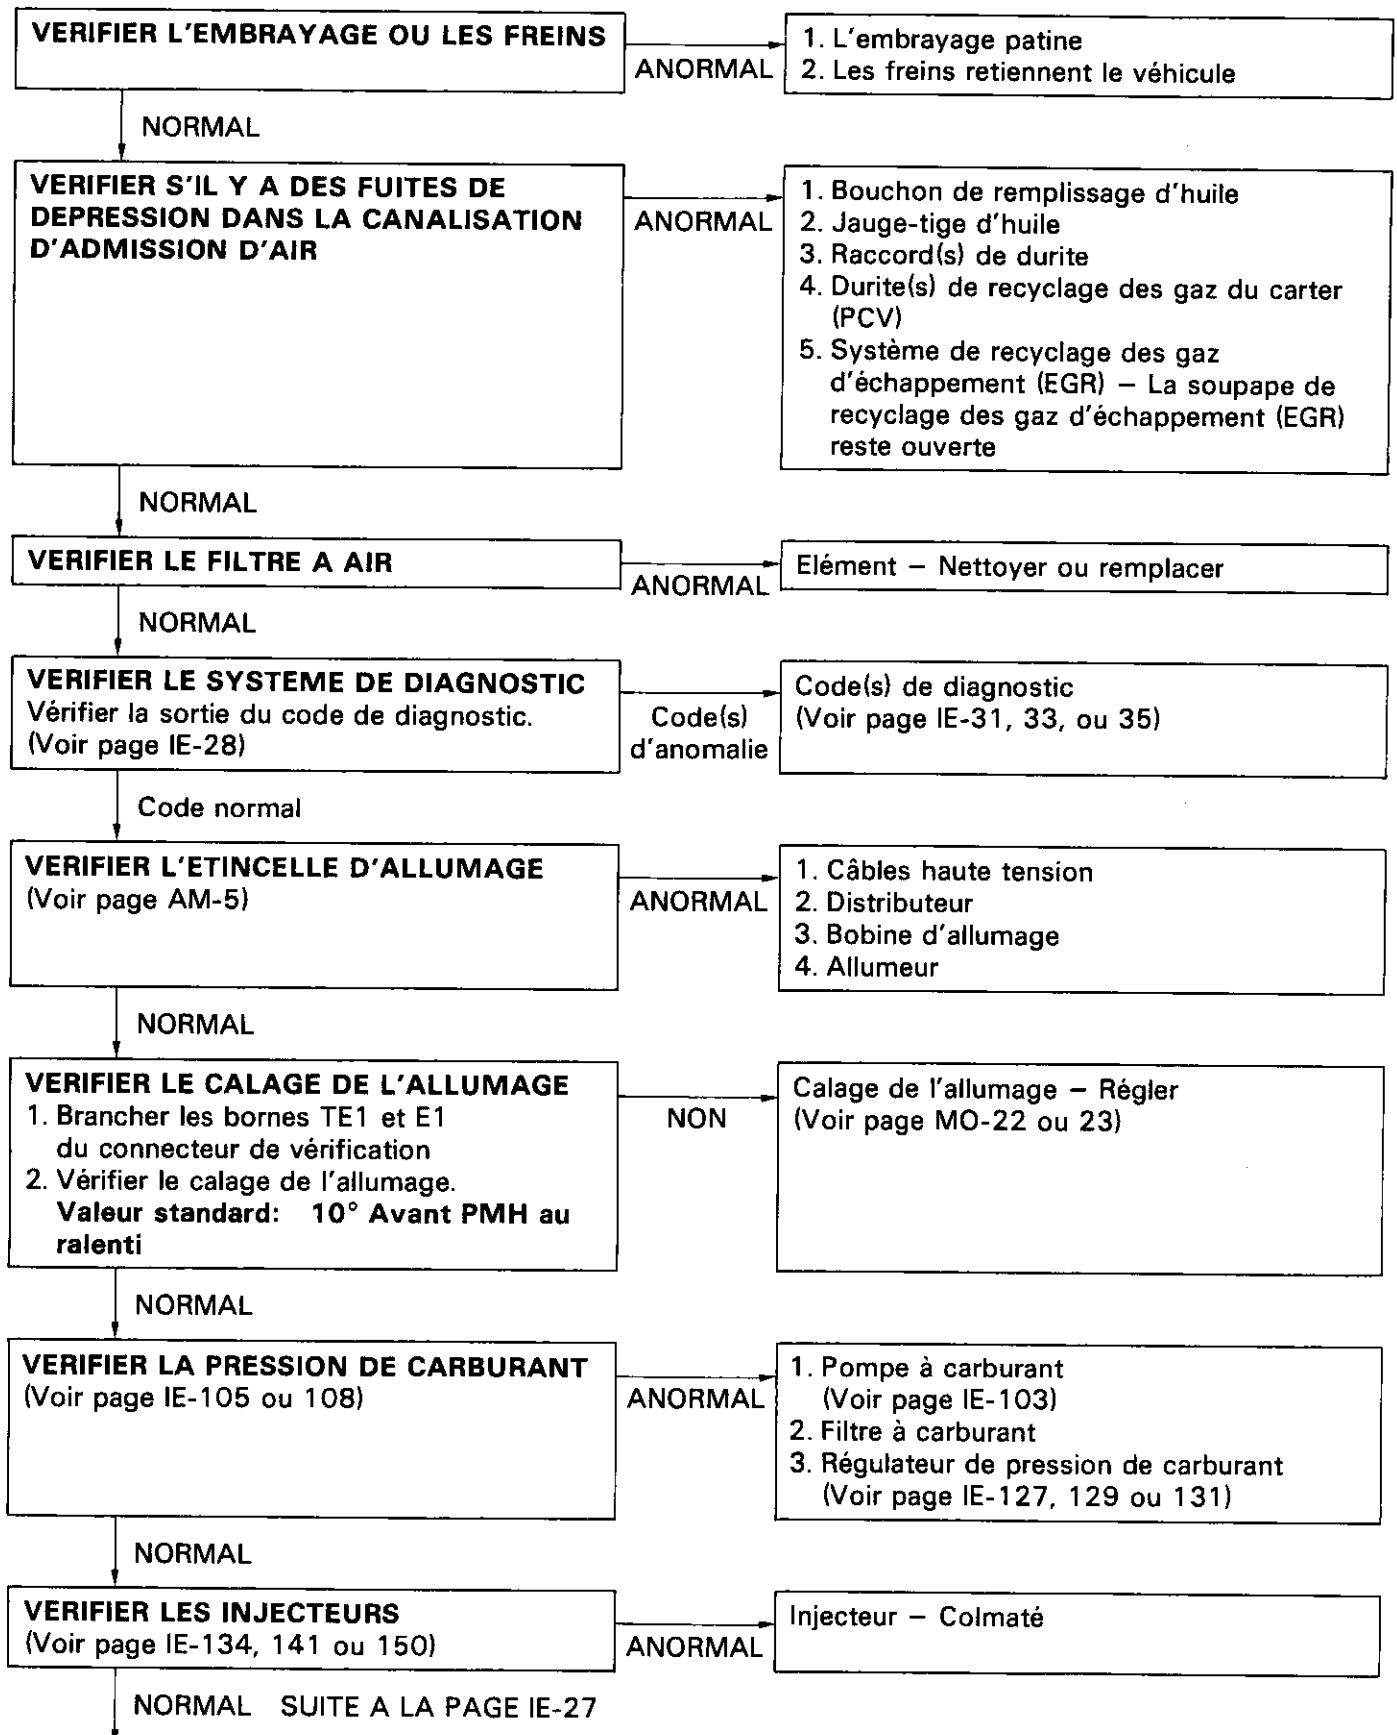 VERIFIER L'EMBRAYAGE OU LES FREINS
ANORMAL
1. L'embrayage patine
2. Les freins retiennent le véhicule
NORMAL
VERIFIER S'IL Y A DES FUITES DE
DEPRESSION DANS LA CANALISATION
D'ADMISSION D'AIR
ANORMAL
1. Bouchon de remplissage d'huile
2. Jauge-tige d'huile
3. Raccord(s) de durite
4. Durite(s) de recyclage des gaz du carter
(PCV)
5. Système de recyclage des gaz
d'échappement (EGR) – La soupape de
recyclage des gaz d'échappement (EGR)
reste ouverte
NORMAL
VERIFIER LE FILTRE A AIR
ANORMAL
Elément – Nettoyer ou remplacer
NORMAL
VERIFIER LE SYSTEME DE DIAGNOSTIC
Vérifier la sortie du code de diagnostic.
(Voir page IE-28)
Code(s)
d'anomalie
Code(s) de diagnostic
(Voir page IE-31, 33, ou 35)
Code normal
VERIFIER L'ETINCELLE D'ALLUMAGE
(Voir page AM-5)
ANORMAL
1. Câbles haute tension
2. Distributeur
3. Bobine d'allumage
4. Allumeur
NORMAL
VERIFIER LE CALAGE DE L'ALLUMAGE
1. Brancher les bornes TE1 et E1
du connecteur de vérification
2. Vérifier le calage de l'allumage.
Valeur standard: 10° Avant PMH au
ralenti
NON
Calage de l'allumage – Régler
(Voir page MO-22 ou 23)
NORMAL
VERIFIER LA PRESSION DE CARBURANT
(Voir page IE-105 ou 108)
ANORMAL
1. Pompe à carburant
(Voir page IE-103)
2. Filtre à carburant
3. Régulateur de pression de carburant
(Voir page IE-127, 129 ou 131)
NORMAL
VERIFIER LES INJECTEURS
(Voir page IE-134, 141 ou 150)
ANORMAL
Injecteur – Colmaté
NORMAL SUITE A LA PAGE IE-27